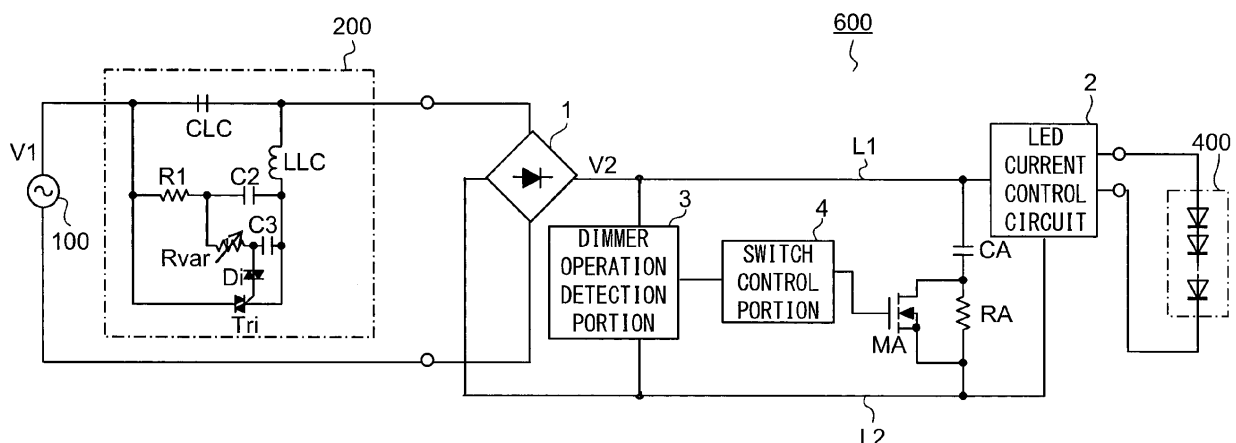 200
600
CLC
LLC
V1
R1
C2
100
Rvar
C3
Di
Tri
1
V2
L1
3
DIMMER
OPERATION
DETECTION
PORTION
4
SWITCH
CONTROL
PORTION
CA
MA
RA
2
LED
CURRENT
CONTROL
CIRCUIT
400
L2